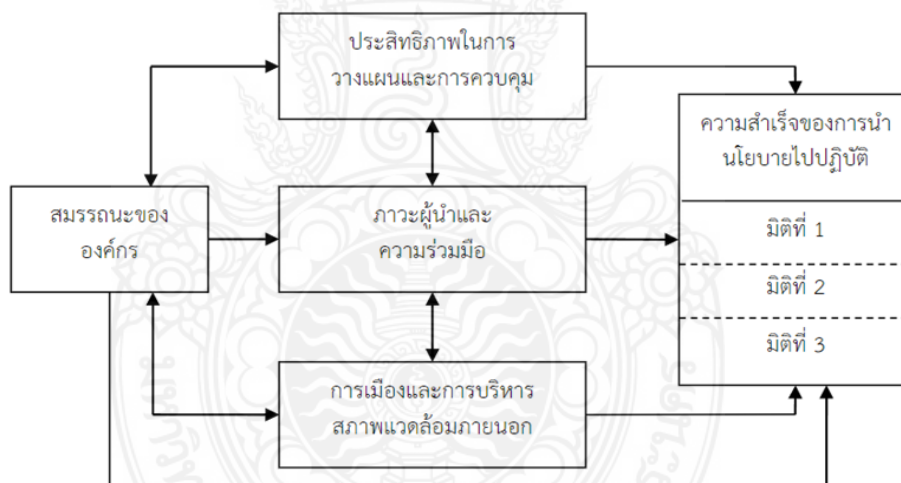 ประสิทธิภาพในการ
วางแผนและการควบคุม
ความสำเร็จของการนำ
นโยบายไปปฏิบัติ
สมรรถนะของ
องค์กร
ภาวะผู้นำและ
ความร่วมมือ
มิติที่ 1
มิติที่ 2
มิติที่ 3
การเมืองและการบริหาร
สภาพแวดล้อมภายนอก